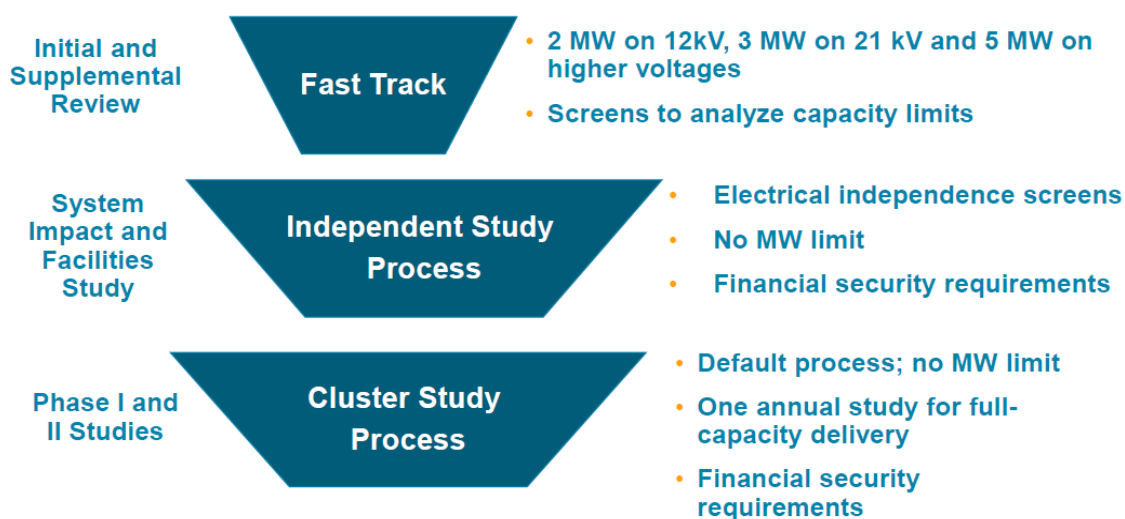 Initial and
Supplemental
Review
Fast Track
• 2 MW on 12kV, 3 MW on 21 kV and 5 MW on
higher voltages
• Screens to analyze capacity limits
System
Impact and
Facilities
Study
Independent Study
Process
• Electrical independence screens
• No MW limit
• Financial security requirements
Phase I and
II Studies
Cluster Study
Process
• Default process; no MW limit
• One annual study for full-
capacity delivery
• Financial security
requirements